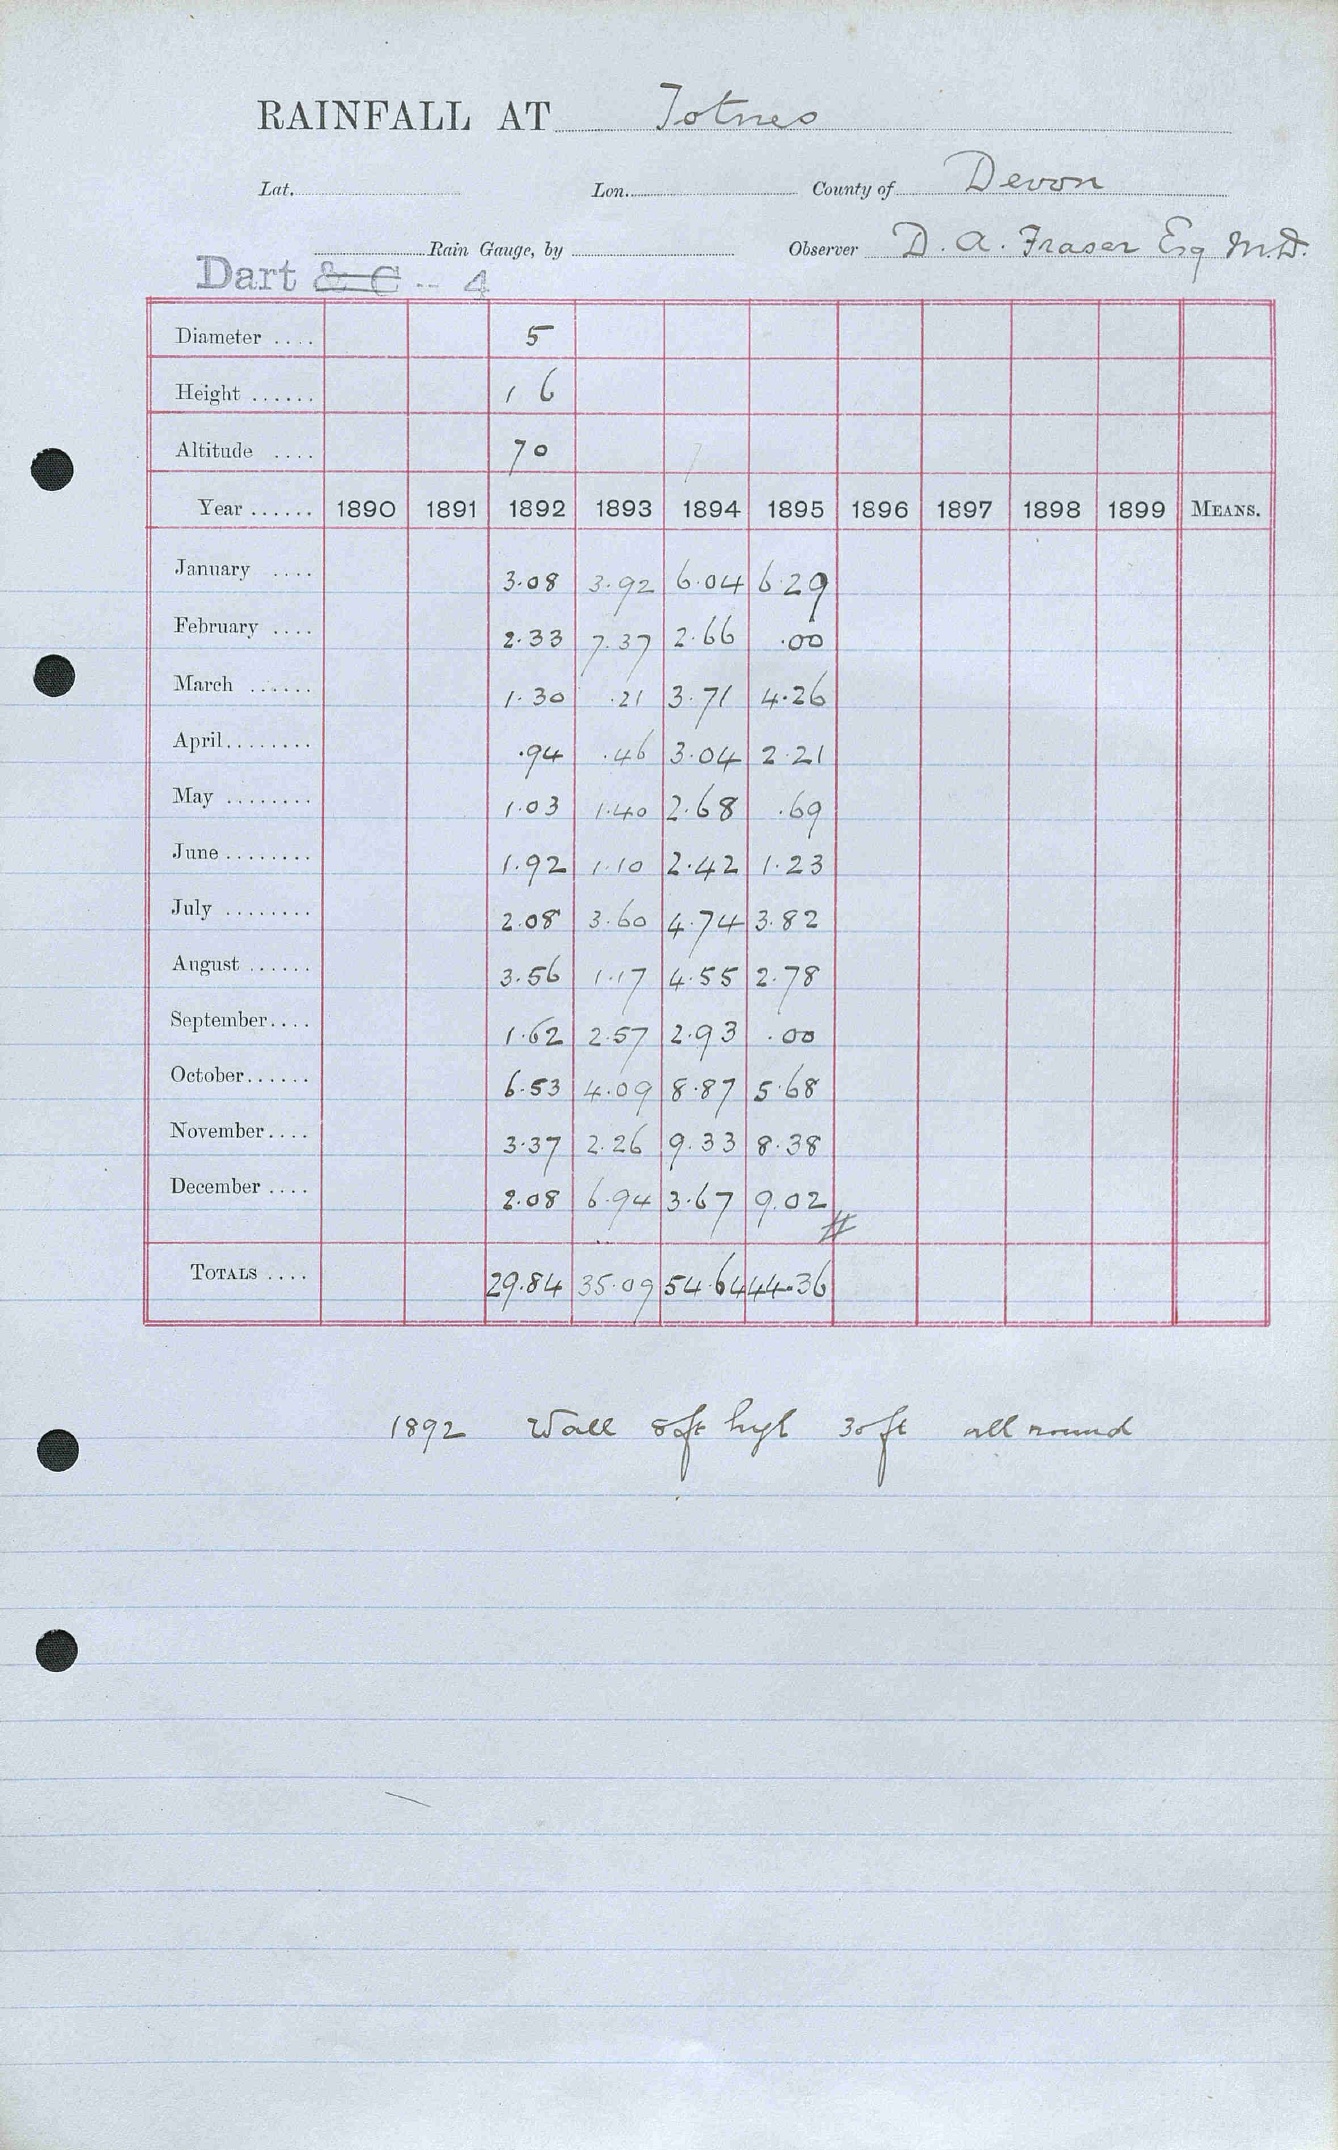 RAINFALL AT Totnes
Lat. Lon. County of Devon
Rain Gauge, by Observer D. A. Fraser Esq M.D.
Dart & C -- 4
Diameter .... 5
Height ...... 1 6
Altitude .... 70
Year ...... 1890 1891 1892 1893 1894 1895 1896 1897 1898 1899 MEANS.
January .... 3.08 3.92 6.04 6.29
February .... 2.33 7.37 2.66 .00
March ...... 1.30 .21 3.71 4.26
April........ .94 .46 3.04 2.21
May ........ 1.03 1.40 2.68 .69
June ........ 1.92 1.10 2.42 1.23
July ........ 2.08 3.60 4.74 3.82
August ...... 3.56 1.17 4.55 2.78
September.... 1.62 2.57 2.93 .00
October...... 6.53 4.09 8.87 5.68
November.... 3.37 2.26 9.33 8.38
December .... 2.08 6.94 3.67 9.02
TOTALS .... 29.84 35.09 54.64 44.36
1892 Wall 8ft high 30ft all round